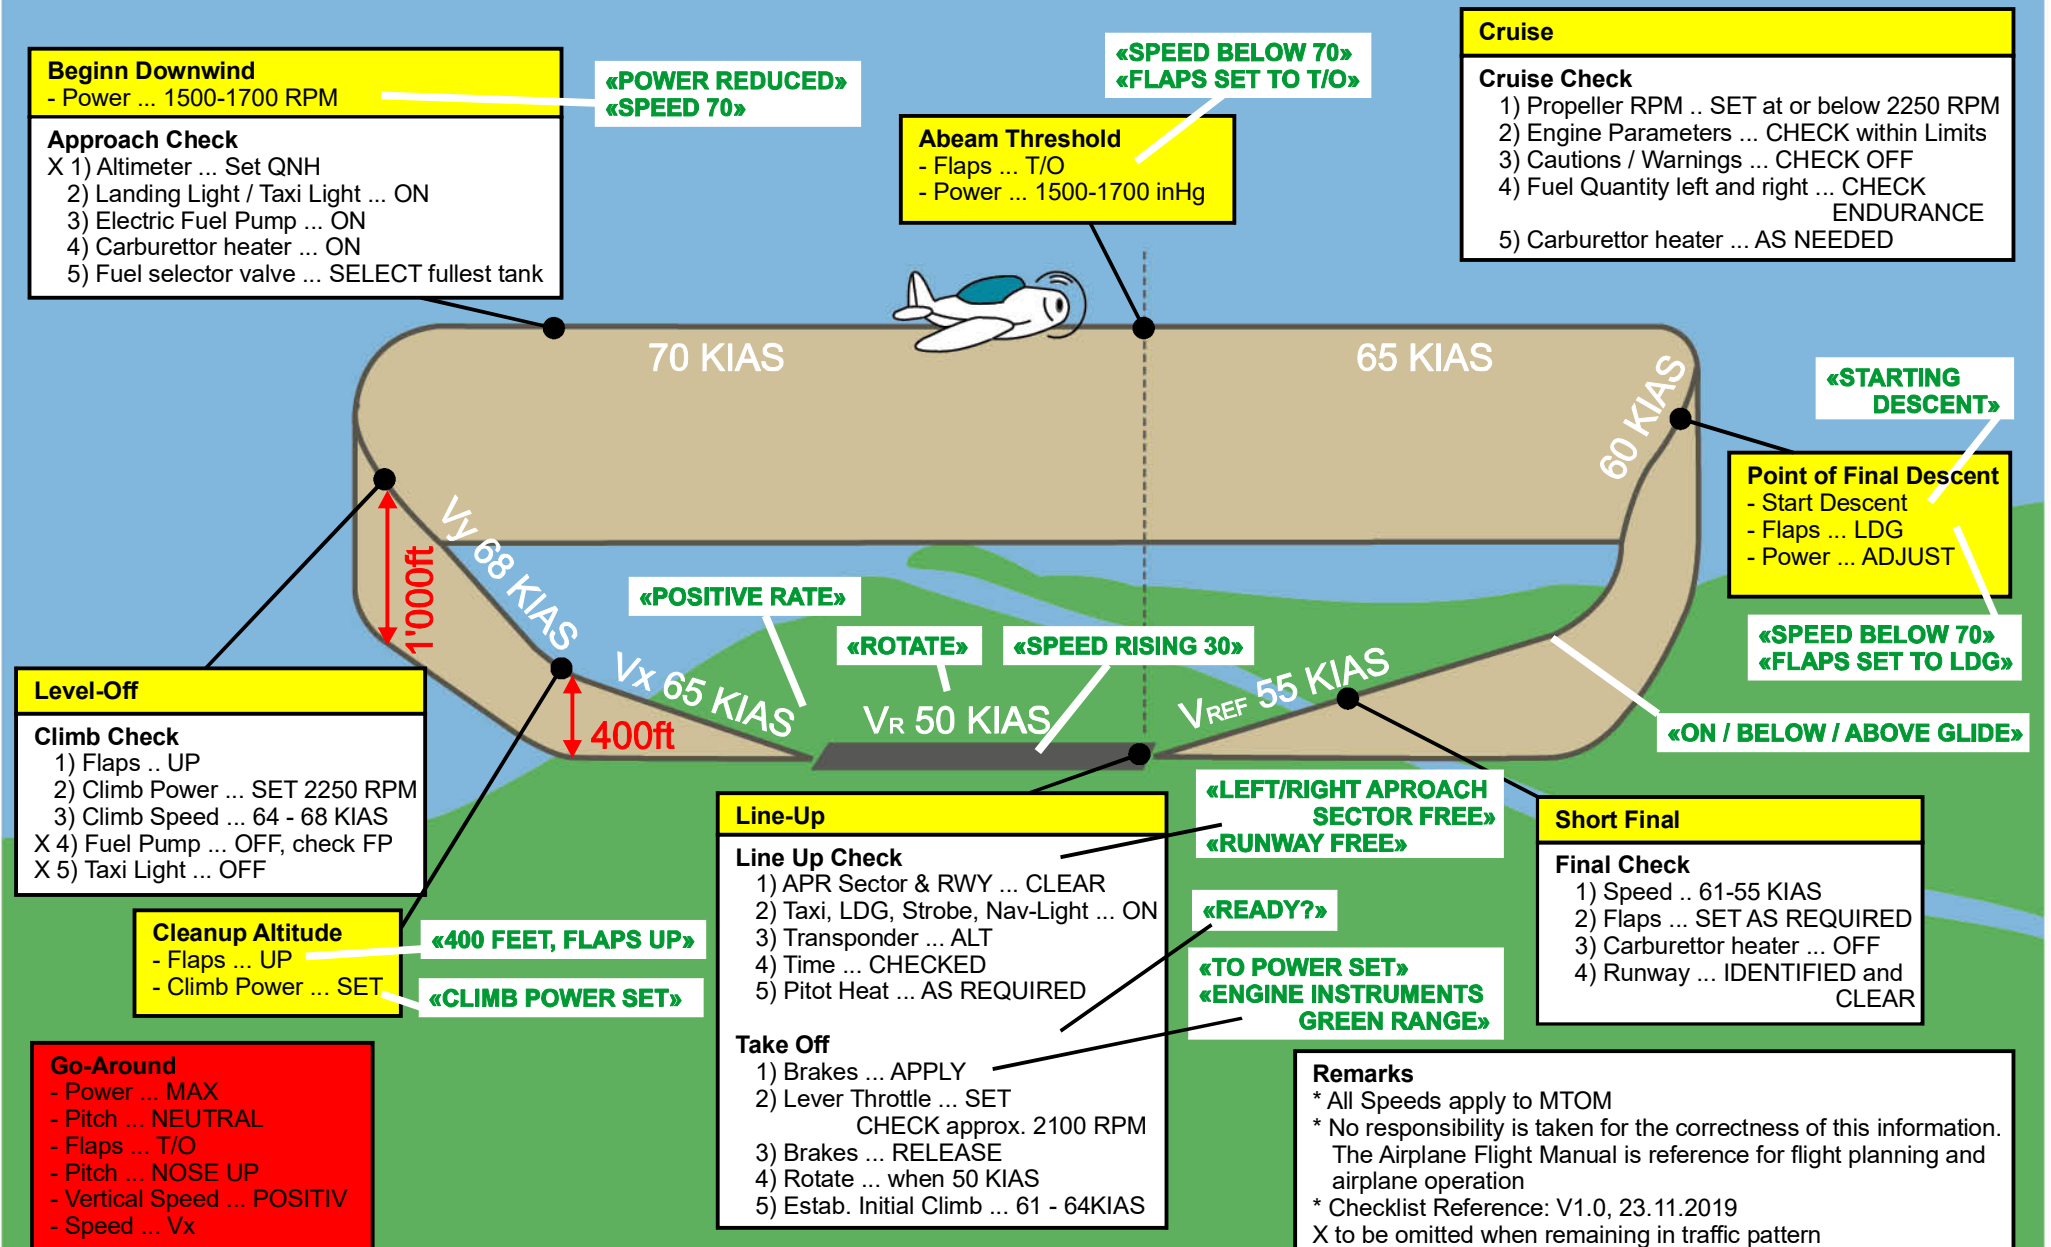 Beginn Downwind
- Power ... 1500-1700 RPM
«POWER REDUCED»
«SPEED 70»
Approach Check
X 1) Altimeter ... Set QNH
2) Landing Light / Taxi Light ... ON
3) Electric Fuel Pump ... ON
4) Carburettor heater ... ON
5) Fuel selector valve ... SELECT fullest tank
«SPEED BELOW 70»
«FLAPS SET TO T/O»
Abeam Threshold
- Flaps ... T/O
- Power ... 1500-1700 inHg
Cruise
Cruise Check
1) Propeller RPM .. SET at or below 2250 RPM
2) Engine Parameters ... CHECK within Limits
3) Cautions / Warnings ... CHECK OFF
4) Fuel Quantity left and right ... CHECK
ENDURANCE
5) Carburettor heater ... AS NEEDED
70 KIAS
65 KIAS
60 KIAS
«STARTING
DESCENT»
Point of Final Descent
- Start Descent
- Flaps ... LDG
- Power ... ADJUST
«SPEED BELOW 70»
«FLAPS SET TO LDG»
«ON / BELOW / ABOVE GLIDE»
Vy 68 KIAS
1'000ft
«POSITIVE RATE»
«ROTATE»
«SPEED RISING 30»
Vx 65 KIAS
400ft
VR 50 KIAS
VREF 55 KIAS
Level-Off
Climb Check
1) Flaps .. UP
2) Climb Power ... SET 2250 RPM
3) Climb Speed ... 64 - 68 KIAS
X 4) Fuel Pump ... OFF, check FP
X 5) Taxi Light ... OFF
Cleanup Altitude
- Flaps ... UP
- Climb Power ... SET
«400 FEET, FLAPS UP»
«CLIMB POWER SET»
Go-Around
- Power ... MAX
- Pitch ... NEUTRAL
- Flaps ... T/O
- Pitch ... NOSE UP
- Vertical Speed ... POSITIV
- Speed ... Vx
Line-Up
Line Up Check
1) APR Sector & RWY ... CLEAR
2) Taxi, LDG, Strobe, Nav-Light ... ON
3) Transponder ... ALT
4) Time ... CHECKED
5) Pitot Heat ... AS REQUIRED
Take Off
1) Brakes ... APPLY
2) Lever Throttle ... SET
CHECK approx. 2100 RPM
3) Brakes ... RELEASE
4) Rotate ... when 50 KIAS
5) Estab. Initial Climb ... 61 - 64KIAS
«LEFT/RIGHT APROACH
SECTOR FREE»
«RUNWAY FREE»
«READY?»
«TO POWER SET»
«ENGINE INSTRUMENTS
GREEN RANGE»
Short Final
Final Check
1) Speed .. 61-55 KIAS
2) Flaps ... SET AS REQUIRED
3) Carburettor heater ... OFF
4) Runway ... IDENTIFIED and
CLEAR
Remarks
* All Speeds apply to MTOM
* No responsibility is taken for the correctness of this information.
The Airplane Flight Manual is reference for flight planning and
airplane operation
* Checklist Reference: V1.0, 23.11.2019
X to be omitted when remaining in traffic pattern